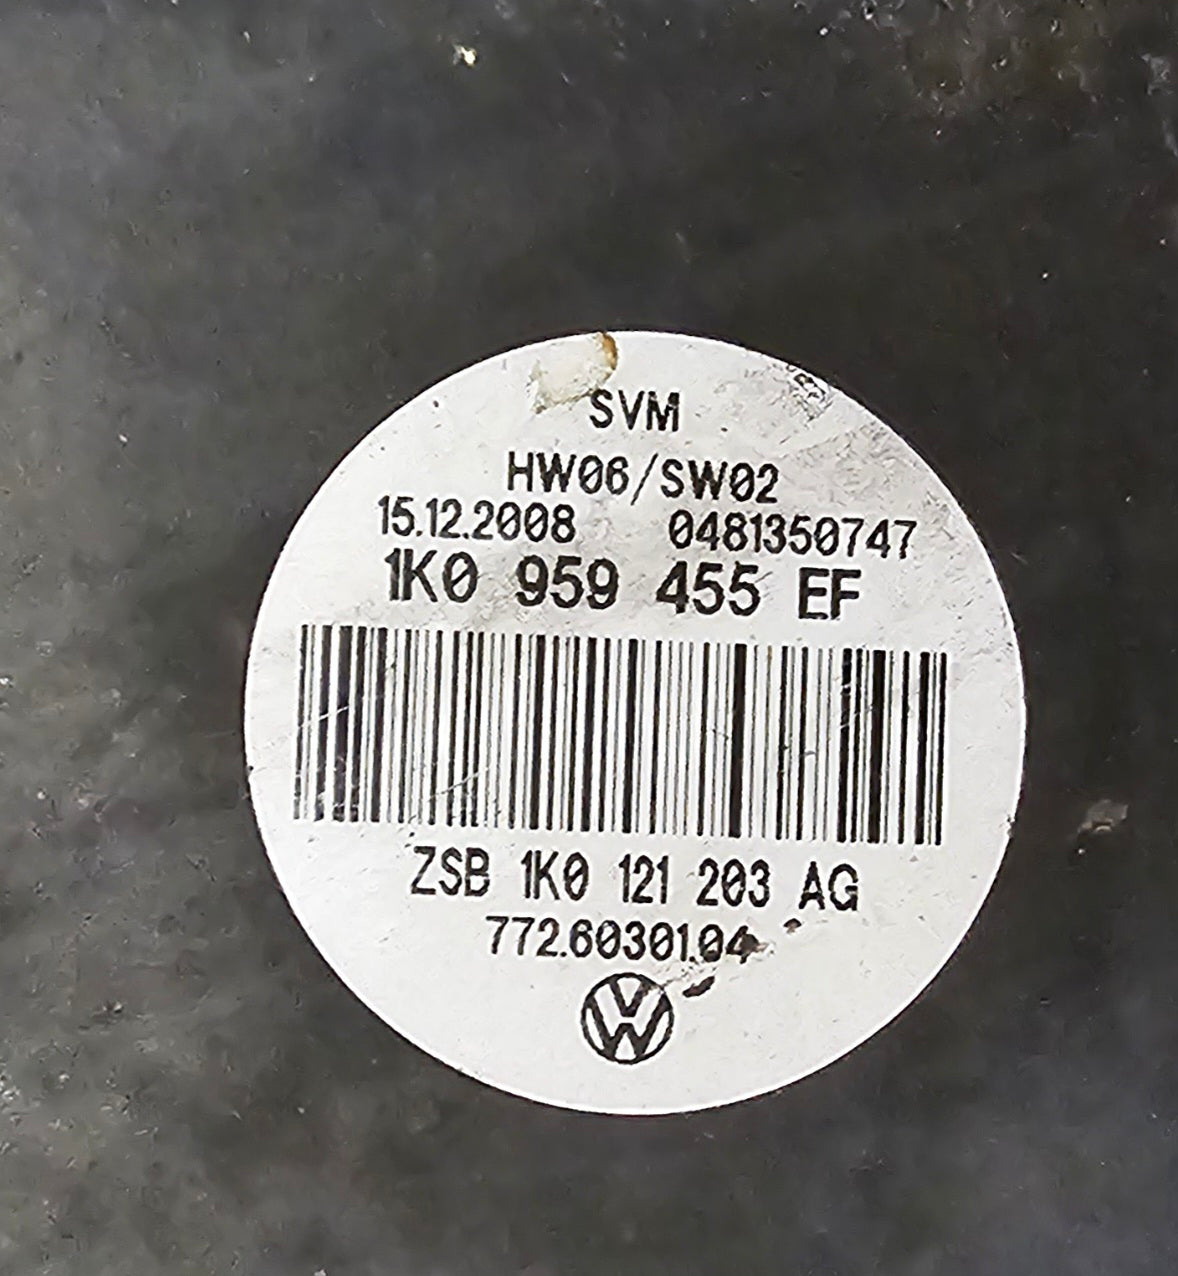 SVM
HW06/SW02
15.12.2008 0481350747
1K0 959 455 EF
ZSB 1K0 121 203 AG
772.60301.04